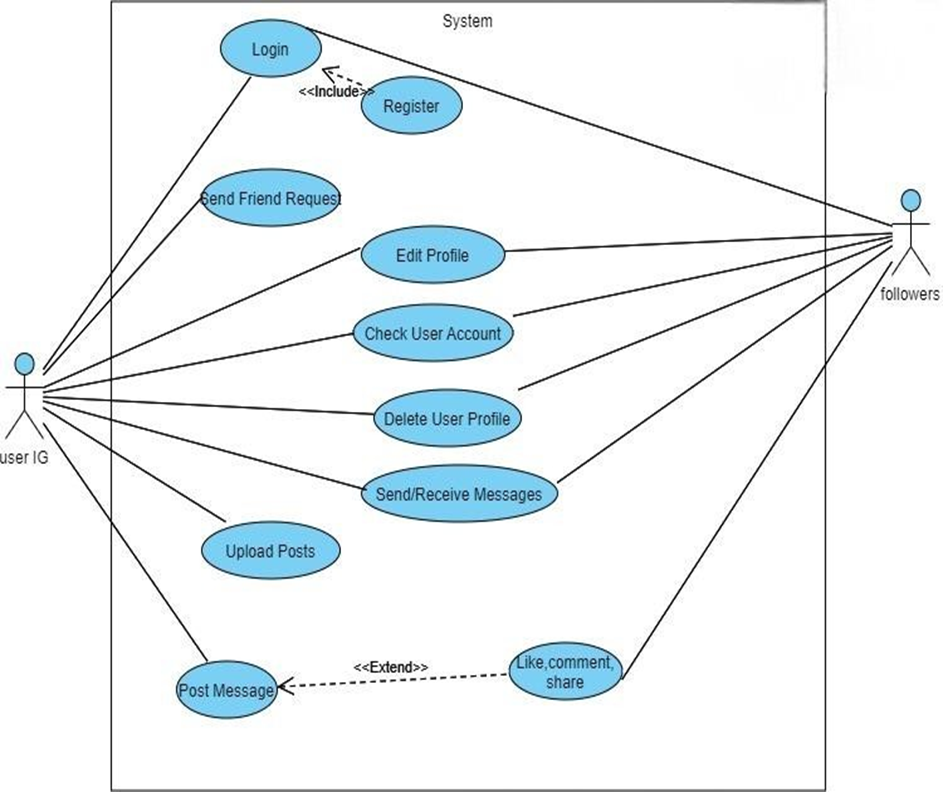 System
Login
<<Include>>
Register
Send Friend Request
Edit Profile
followers
Check User Account
Delete User Profile
user IG
Send/Receive Messages
Upload Posts
<<Extend>>
Like,comment,
share
Post Message